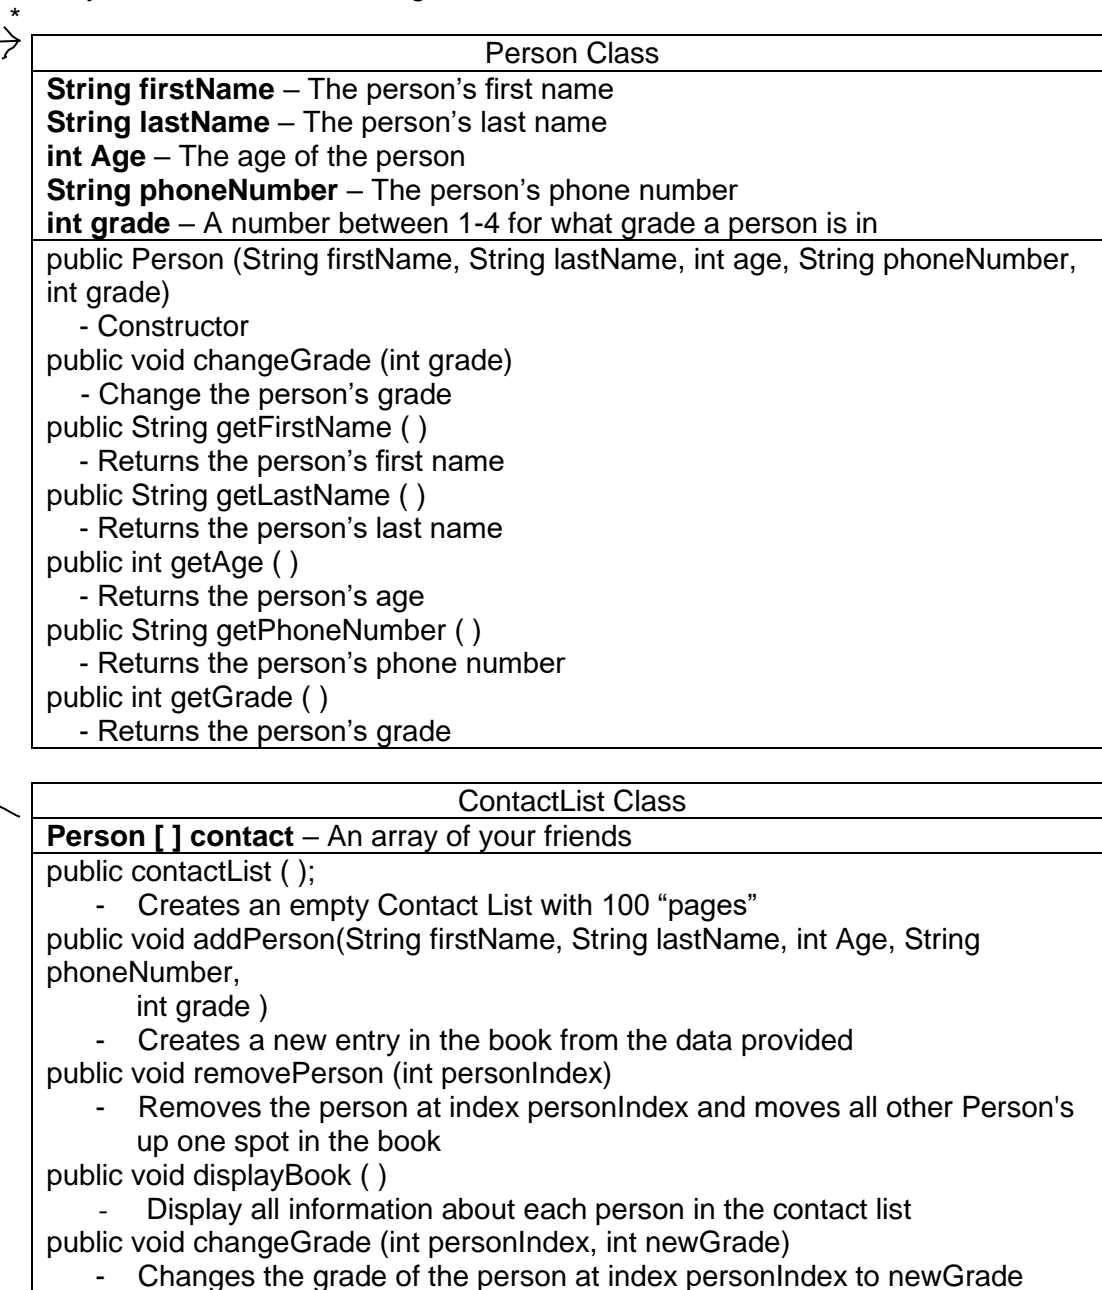 *
Person Class
String firstName – The person's first name
String lastName – The person's last name
int Age – The age of the person
String phoneNumber – The person's phone number
int grade – A number between 1-4 for what grade a person is in
public Person (String firstName, String lastName, int age, String phoneNumber,
int grade)
- Constructor
public void changeGrade (int grade)
- Change the person's grade
public String getFirstName ( )
- Returns the person's first name
public String getLastName ( )
- Returns the person's last name
public int getAge ( )
- Returns the person's age
public String getPhoneNumber ( )
- Returns the person's phone number
public int getGrade ( )
- Returns the person's grade
ContactList Class
Person [ ] contact – An array of your friends
public contactList ( );
- Creates an empty Contact List with 100 “pages”
public void addPerson(String firstName, String lastName, int Age, String
phoneNumber,
int grade )
- Creates a new entry in the book from the data provided
public void removePerson (int personIndex)
- Removes the person at index personIndex and moves all other Person's
up one spot in the book
public void displayBook ( )
- Display all information about each person in the contact list
public void changeGrade (int personIndex, int newGrade)
- Changes the grade of the person at index personIndex to newGrade